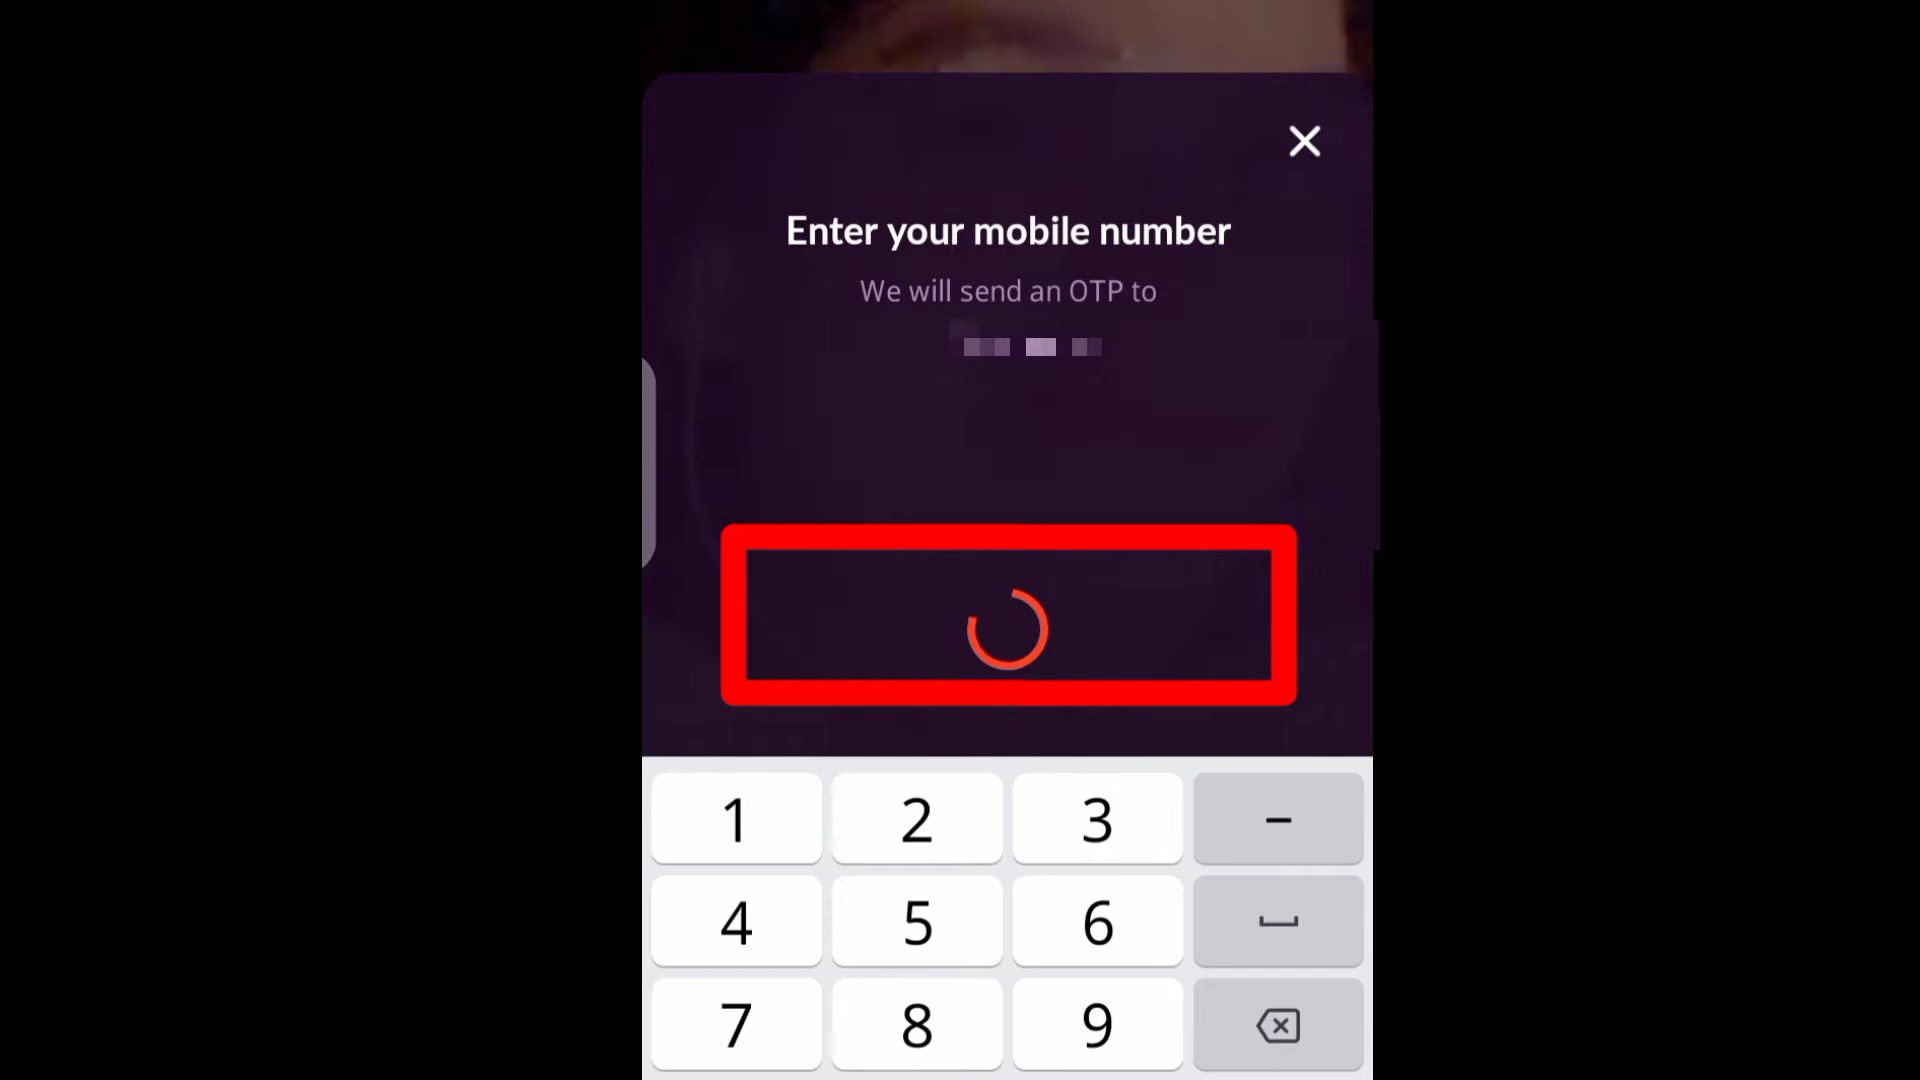 Enter your mobile number
We will send an OTP to
1 2 3 –
4 5 6
7 8 9